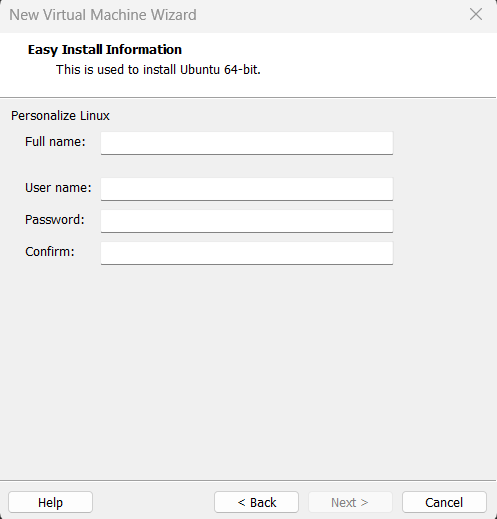 New Virtual Machine Wizard
Easy Install Information
This is used to install Ubuntu 64-bit.
Personalize Linux
Full name:
User name:
Password:
Confirm:
Help
< Back
Next >
Cancel